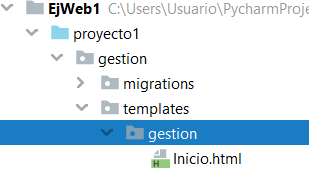 EjWeb1 C:\Users\Usuario\PycharmProje
proyecto1
gestion
migrations
templates
gestion
Inicio.html